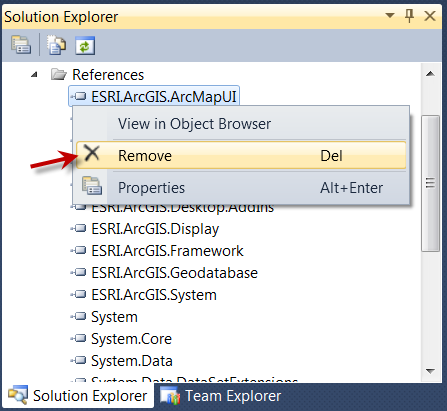 Solution Explorer
References
ESRI.ArcGIS.ArcMapUI
View in Object Browser
Remove Del
Properties Alt+Enter
ESRI.ArcGIS.Desktop.AddIns
ESRI.ArcGIS.Display
ESRI.ArcGIS.Framework
ESRI.ArcGIS.Geodatabase
ESRI.ArcGIS.System
System
System.Core
System.Data
System.Data.DataSetExtensions
Solution Explorer Team Explorer